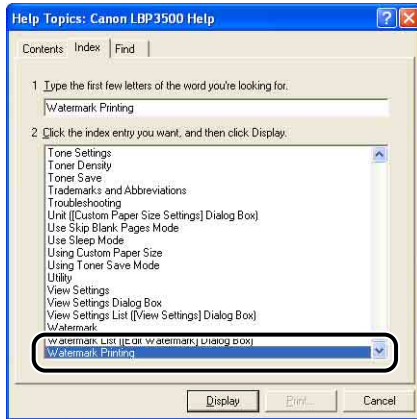 Help Topics: Canon LBP3500 Help
Contents Index Find
1 Type the first few letters of the word you're looking for.
Watermark Printing
2 Click the index entry you want, and then click Display.
Tone Settings
Toner Density
Toner Save
Trademarks and Abbreviations
Troubleshooting
Unit ([Custom Paper Size Settings] Dialog Box)
Use Skip Blank Pages Mode
Use Sleep Mode
Using Custom Paper Size
Using Toner Save Mode
Utility
View Settings
View Settings Dialog Box
View Settings List ([View Settings] Dialog Box)
Watermark
Watermark List ([Edit Watermark] Dialog Box)
Watermark Printing
Display Print... Cancel